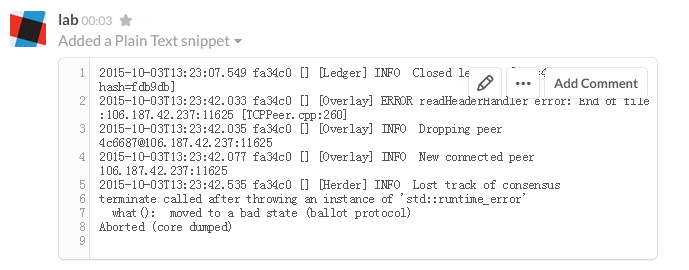 lab 00:03
Added a Plain Text snippet
1 2015-10-03T13:23:07.549 fa34c0 [] [Ledger] INFO Closed
hash=fdb9db]
Add Comment
2 2015-10-03T13:23:42.033 fa34c0 [] [Overlay] ERROR readHeaderHandler error: End of file
:106.187.42.237:11625 [TCPPeer.cpp:260]
3 2015-10-03T13:23:42.035 fa34c0 [] [Overlay] INFO Dropping peer
4c6687@106.187.42.237:11625
4 2015-10-03T13:23:42.077 fa34c0 [] [Overlay] INFO New connected peer
106.187.42.237:11625
5 2015-10-03T13:23:42.535 fa34c0 [] [Herder] INFO Lost track of consensus
6 terminate called after throwing an instance of 'std::runtime_error'
7 what(): moved to a bad state (ballot protocol)
8 Aborted (core dumped)
9